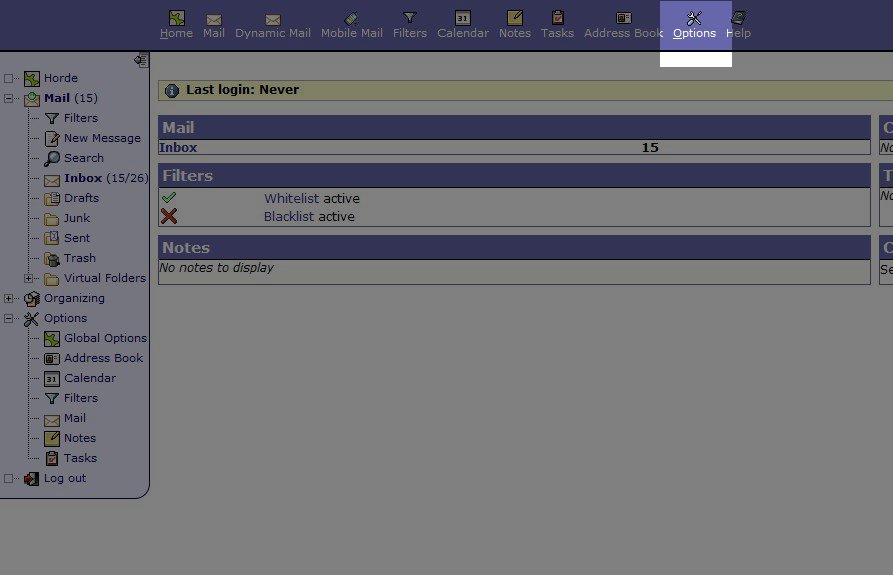 Home Mail Dynamic Mail Mobile Mail Filters 31 Calendar Notes Tasks Address Book Options Help
Horde
Mail (15)
Filters
New Message
Search
Inbox (15/26)
Drafts
Junk
Sent
Trash
Virtual Folders
Organizing
Options
Global Options
Address Book
31 Calendar
Filters
Mail
Notes
Tasks
Log out
Last login: Never
Mail
Inbox 15
Filters
Whitelist active
Blacklist active
Notes
No notes to display
C
No
T
No
C
Se